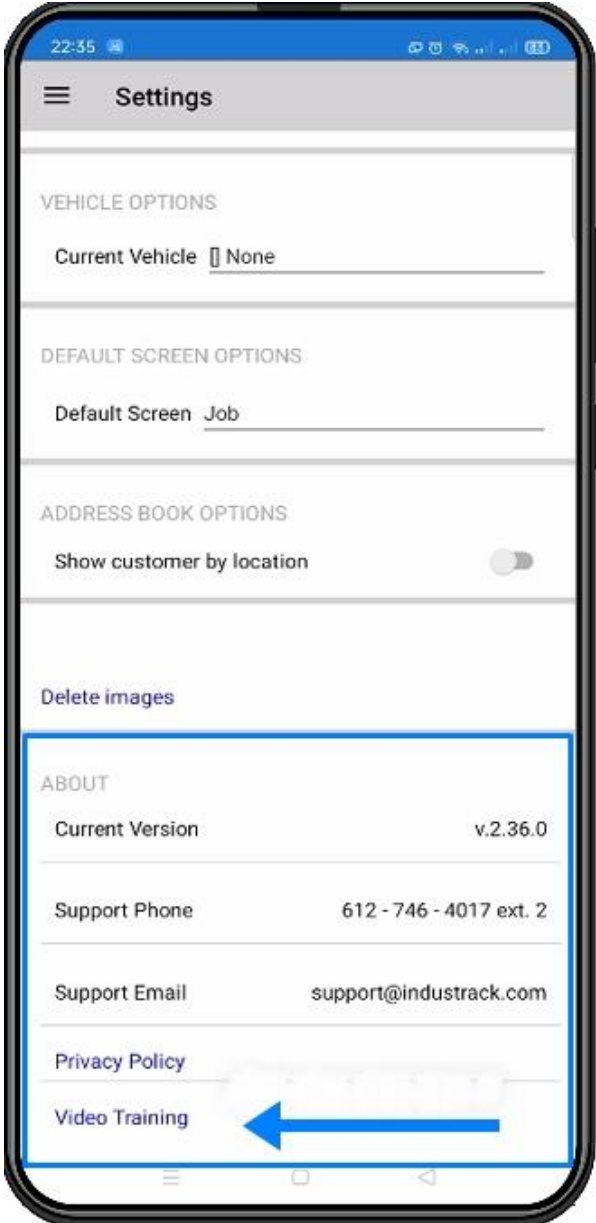 22:35
83
Settings
VEHICLE OPTIONS
Current Vehicle [] None
DEFAULT SCREEN OPTIONS
Default Screen Job
ADDRESS BOOK OPTIONS
Show customer by location
Delete images
ABOUT
Current Version v.2.36.0
Support Phone 612 - 746 - 4017 ext. 2
Support Email support@industrack.com
Privacy Policy
Video Training